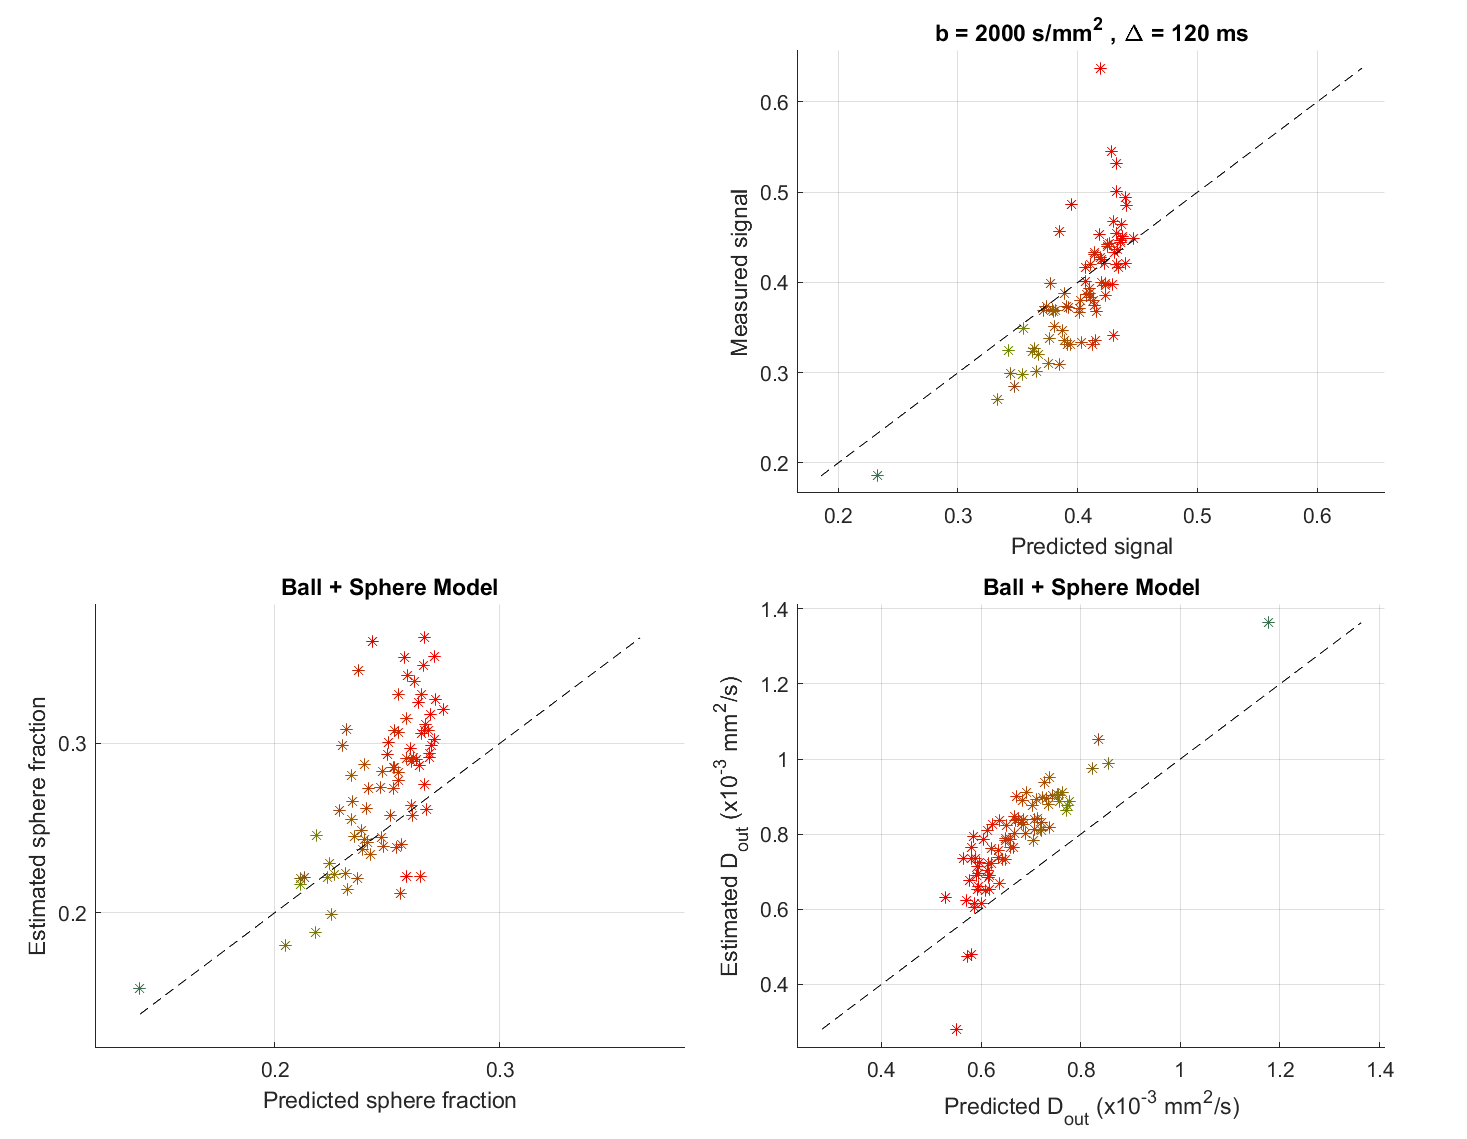 b = 2000 s/mm² , Δ = 120 ms
0.6
0.5
0.4
0.3
0.2
Measured signal
0.2 0.3 0.4 0.5 0.6
Predicted signal
Ball + Sphere Model
0.3
0.2
Estimated sphere fraction
0.2 0.3
Predicted sphere fraction
Ball + Sphere Model
1.4
1.2
1
0.8
0.6
0.4
Estimated D_out (x10^-3 mm²/s)
0.4 0.6 0.8 1 1.2 1.4
Predicted D_out (x10^-3 mm²/s)